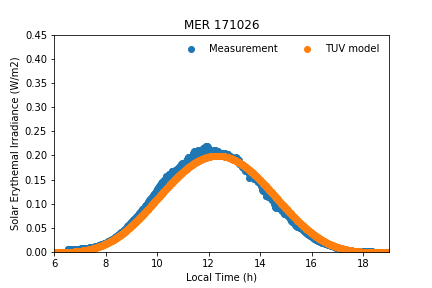 MER 171026
Measurement
TUV model
Solar Erythemal Irradiance (W/m2)
0.45
0.40
0.35
0.30
0.25
0.20
0.15
0.10
0.05
0.00
6 8 10 12 14 16 18
Local Time (h)